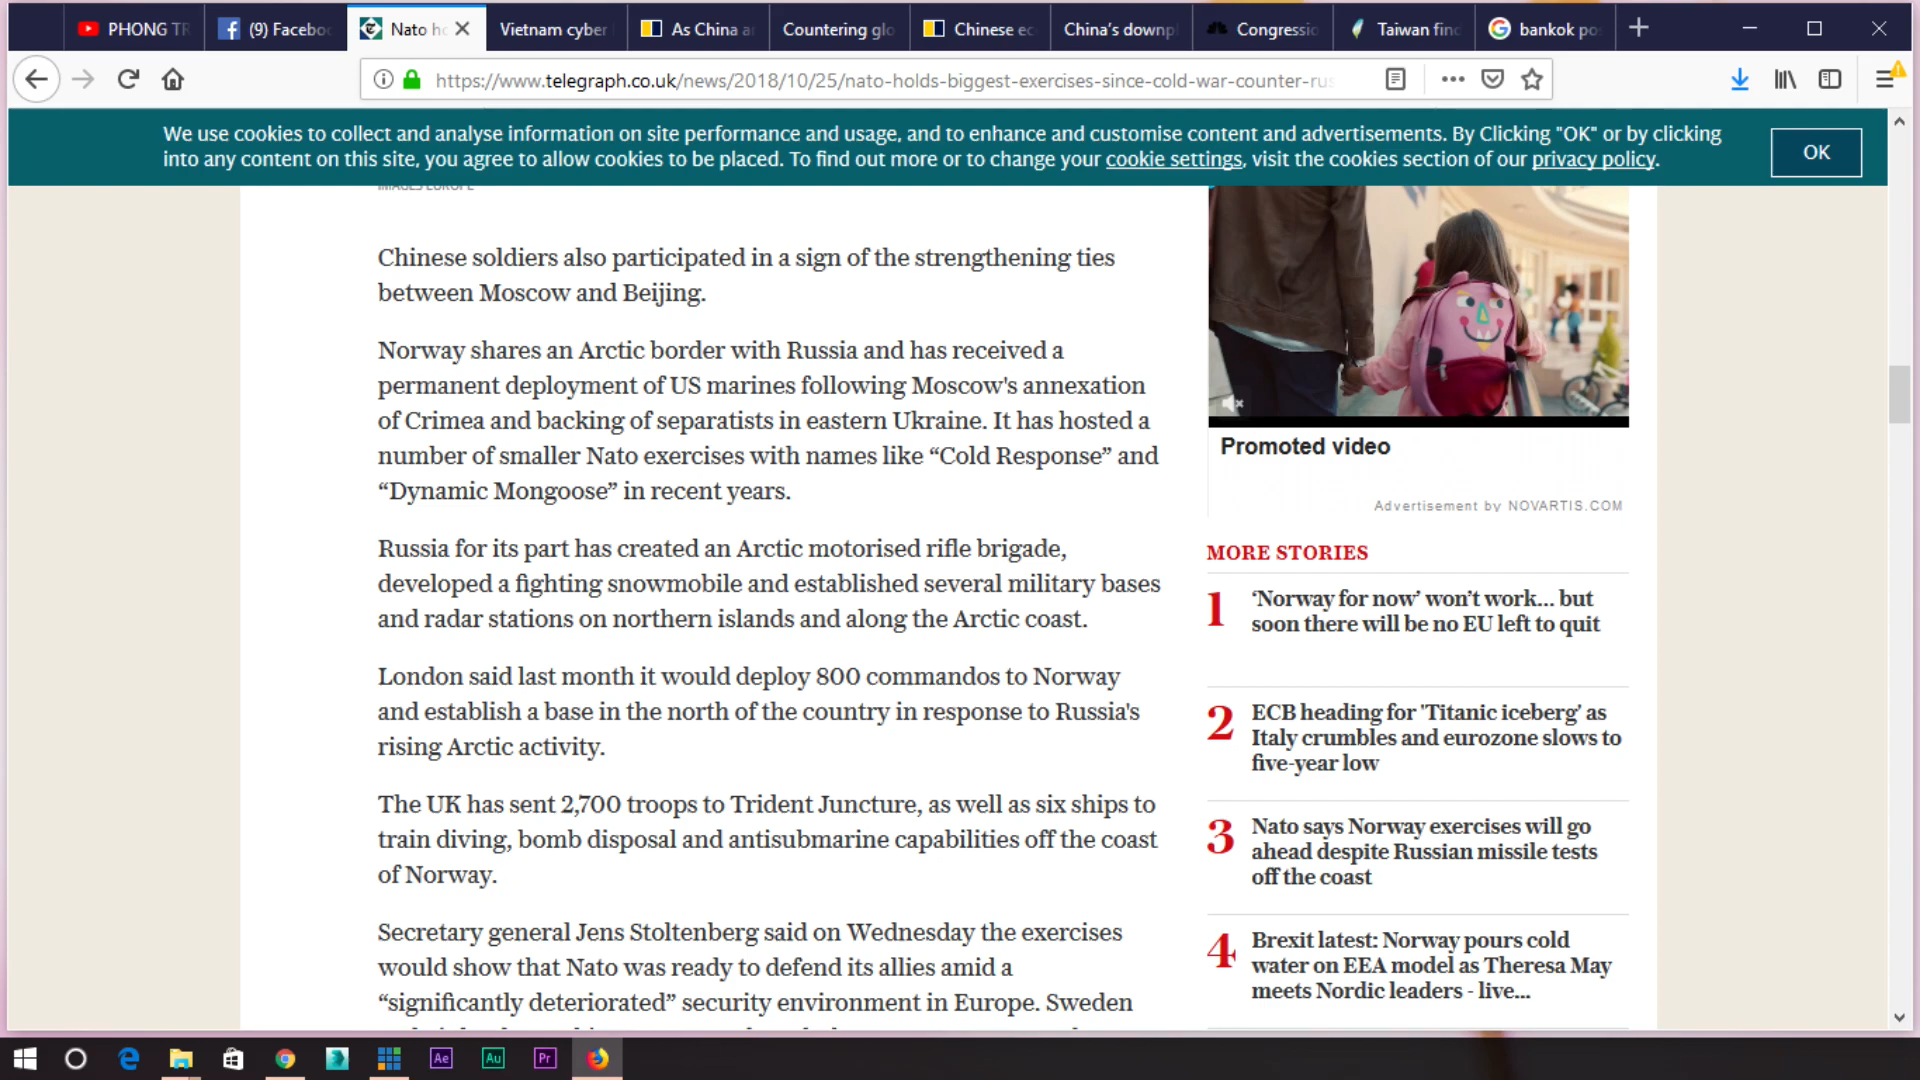 PHONG TR
(9) Facebo
Nato ho
Vietnam cyber
As China a
Countering glo
Chinese ec
China's downp
Congressio
Taiwan find
bankok po
https://www.telegraph.co.uk/news/2018/10/25/nato-holds-biggest-exercises-since-cold-war-counter-rus
We use cookies to collect and analyse information on site performance and usage, and to enhance and customise content and advertisements. By Clicking "OK" or by clicking
into any content on this site, you agree to allow cookies to be placed. To find out more or to change your cookie settings, visit the cookies section of our privacy policy.
OK
IMAGES EUROPE
Chinese soldiers also participated in a sign of the strengthening ties
between Moscow and Beijing.
Norway shares an Arctic border with Russia and has received a
permanent deployment of US marines following Moscow's annexation
of Crimea and backing of separatists in eastern Ukraine. It has hosted a
number of smaller Nato exercises with names like “Cold Response” and
“Dynamic Mongoose” in recent years.
Russia for its part has created an Arctic motorised rifle brigade,
developed a fighting snowmobile and established several military bases
and radar stations on northern islands and along the Arctic coast.
London said last month it would deploy 800 commandos to Norway
and establish a base in the north of the country in response to Russia's
rising Arctic activity.
The UK has sent 2,700 troops to Trident Juncture, as well as six ships to
train diving, bomb disposal and antisubmarine capabilities off the coast
of Norway.
Secretary general Jens Stoltenberg said on Wednesday the exercises
would show that Nato was ready to defend its allies amid a
“significantly deteriorated” security environment in Europe. Sweden
Promoted video
Advertisement by NOVARTIS.COM
MORE STORIES
1
‘Norway for now’ won’t work... but
soon there will be no EU left to quit
2
ECB heading for 'Titanic iceberg' as
Italy crumbles and eurozone slows to
five-year low
3
Nato says Norway exercises will go
ahead despite Russian missile tests
off the coast
4
Brexit latest: Norway pours cold
water on EEA model as Theresa May
meets Nordic leaders - live...
Ae
Au
Pr